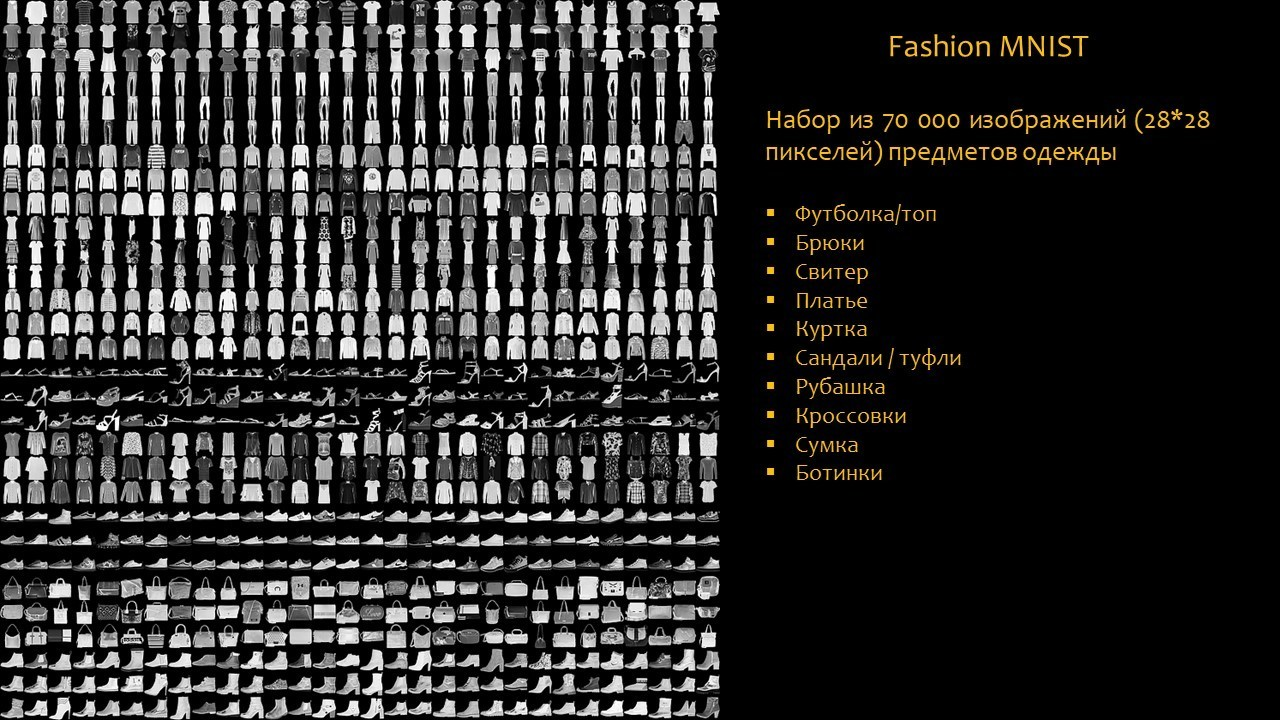 Fashion MNIST
Набор из 70 000 изображений (28*28
пикселей) предметов одежды
▪ Футболка/топ
▪ Брюки
▪ Свитер
▪ Платье
▪ Куртка
▪ Сандали / туфли
▪ Рубашка
▪ Кроссовки
▪ Сумка
▪ Ботинки